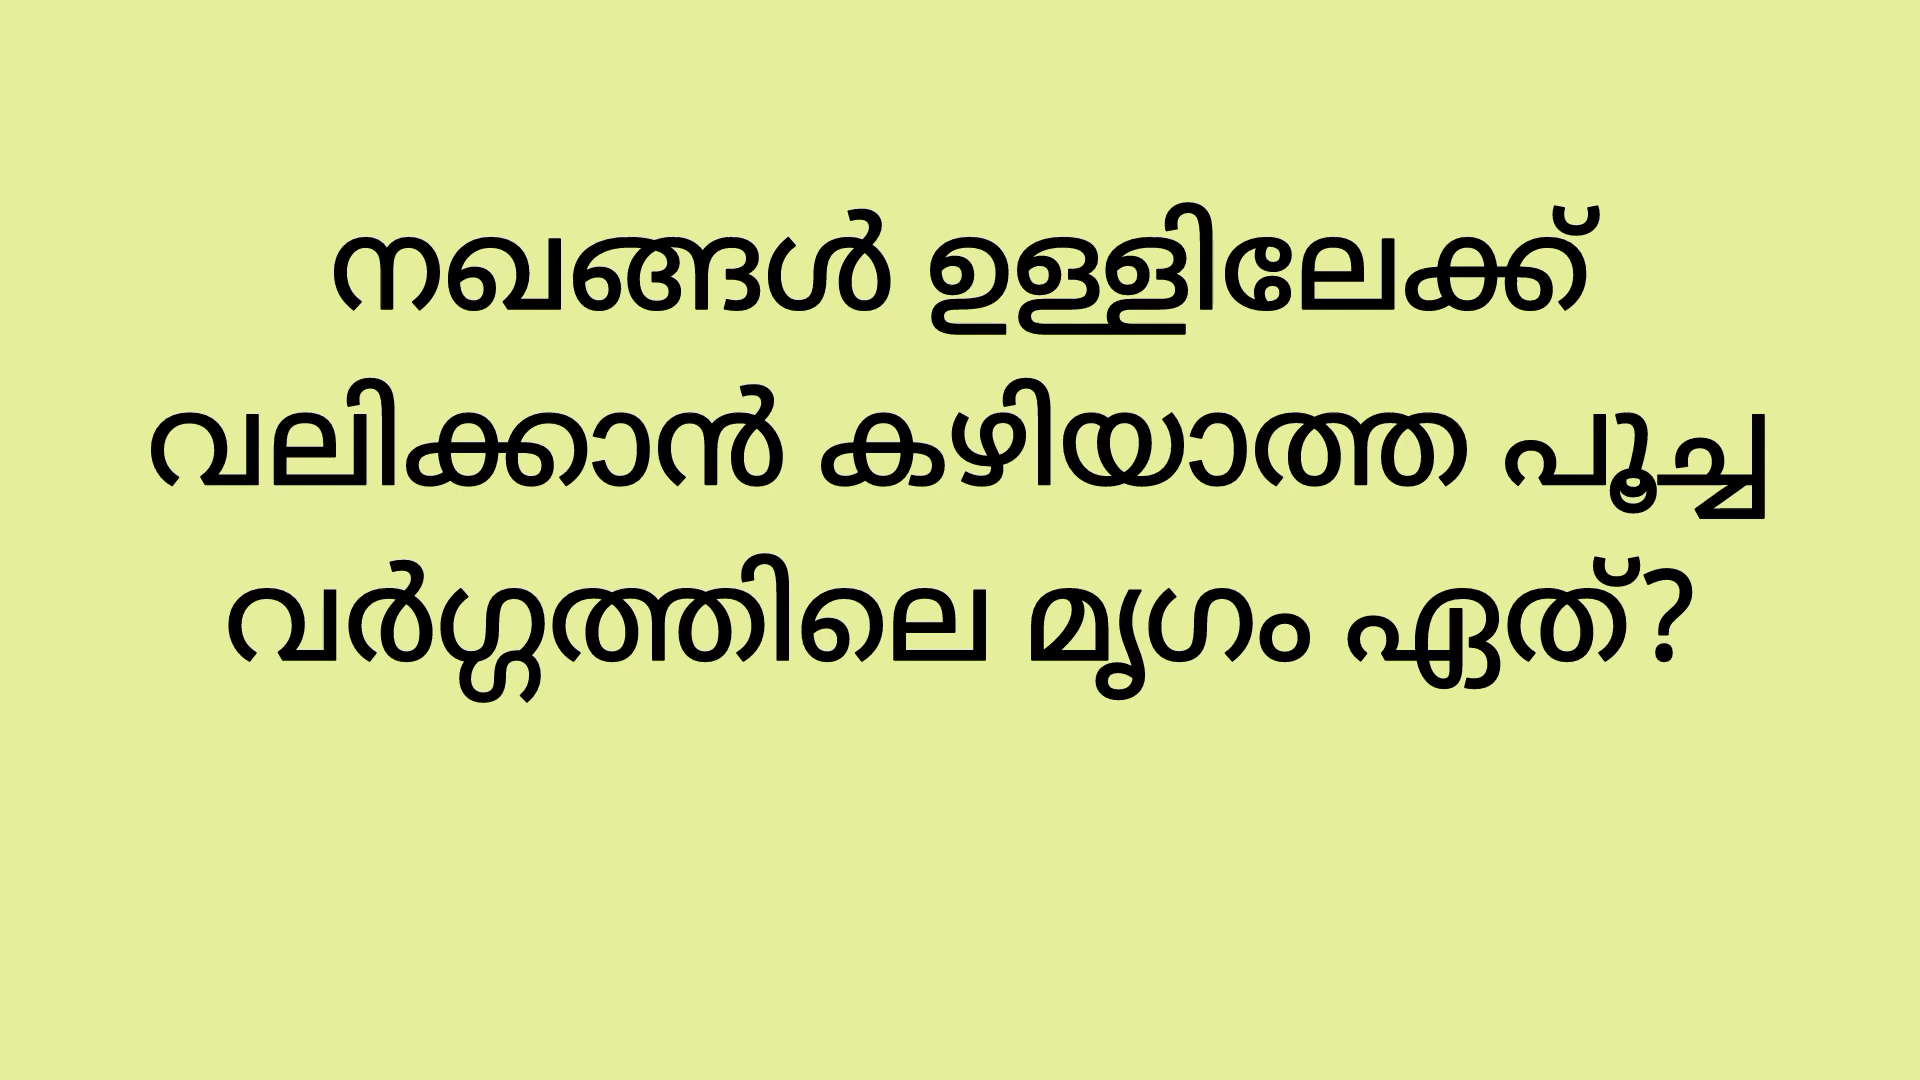 നഖങ്ങൾ ഉള്ളിലേക്ക്
വലിക്കാൻ കഴിയാത്ത പൂച്ച
വർഗ്ഗത്തിലെ മൃഗം ഏത്?